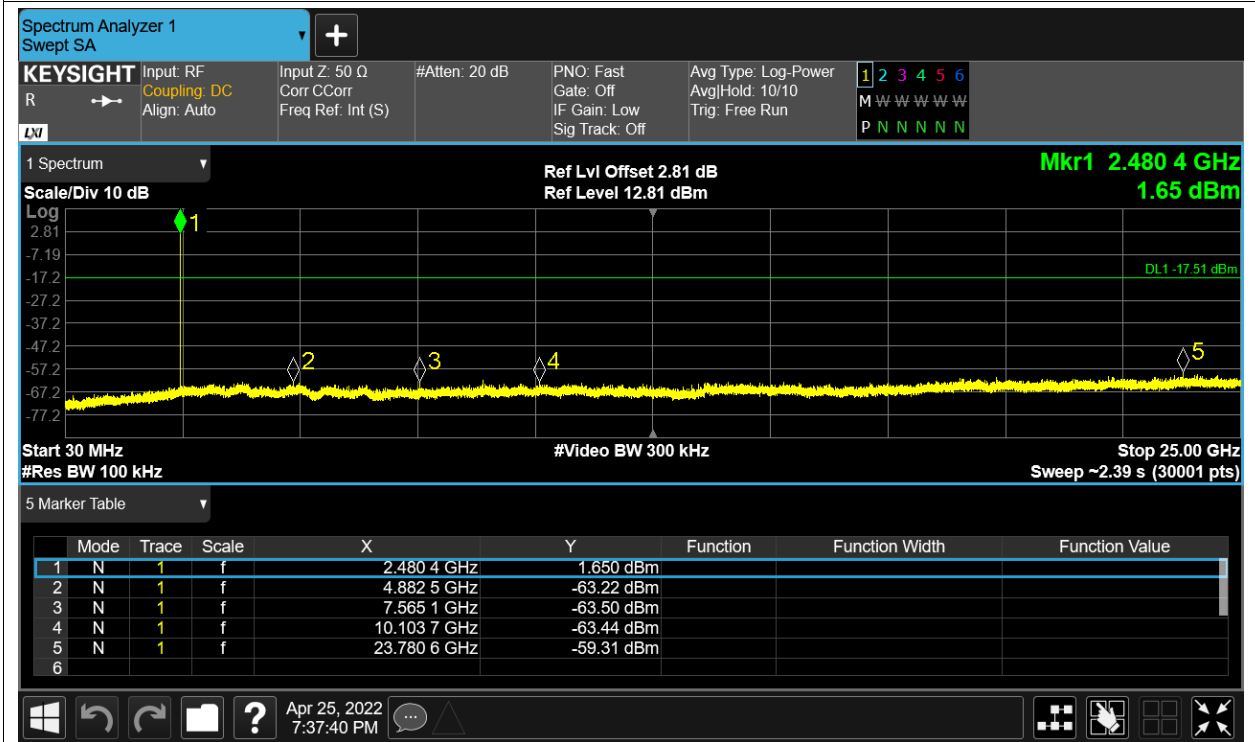 Spectrum Analyzer 1
Swept SA
KEYSIGHT Input: RF Input Z: 50 Ω #Atten: 20 dB PNO: Fast Avg Type: Log-Power 1 2 3 4 5 6
R Coupling: DC Corr CCorr Gate: Off Avg|Hold: 10/10 M W W W W W
Align: Auto Freq Ref: Int (S) IF Gain: Low Trig: Free Run
LXI Sig Track: Off P N N N N N
1 Spectrum Ref Lvl Offset 2.81 dB Mkr1 2.480 4 GHz
Scale/Div 10 dB Ref Level 12.81 dBm 1.65 dBm
Log
1
2.81
-7.19
DL1 -17.51 dBm
-17.2
-27.2
-37.2
-47.2
2 3 4 5
-57.2
-67.2
-77.2
Start 30 MHz #Video BW 300 kHz Stop 25.00 GHz
#Res BW 100 kHz Sweep ~2.39 s (30001 pts)
5 Marker Table
Mode Trace Scale X Y Function Function Width Function Value
1 N 1 f 2.480 4 GHz 1.650 dBm
2 N 1 f 4.882 5 GHz -63.22 dBm
3 N 1 f 7.565 1 GHz -63.50 dBm
4 N 1 f 10.103 7 GHz -63.44 dBm
5 N 1 f 23.780 6 GHz -59.31 dBm
6
? Apr 25, 2022
7:37:40 PM